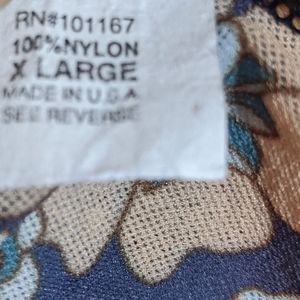 RN#101167
100%NYLON
X LARGE
MADE IN U.S.A
SEE REVERSE